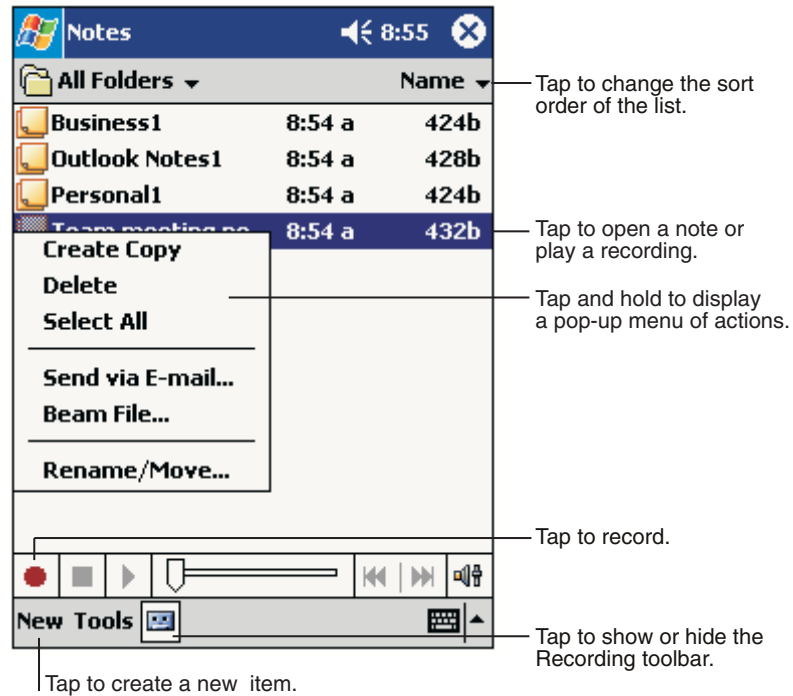 Notes 8:55
All Folders Name
Tap to change the sort
order of the list.
Business1 8:54 a 424b
Outlook Notes1 8:54 a 428b
Personal1 8:54 a 424b
Team meeting no 8:54 a 432b
Tap to open a note or
play a recording.
Create Copy
Delete
Select All
Tap and hold to display
a pop-up menu of actions.
Send via E-mail...
Beam File...
Rename/Move...
Tap to record.
New Tools
Tap to show or hide the
Recording toolbar.
Tap to create a new item.